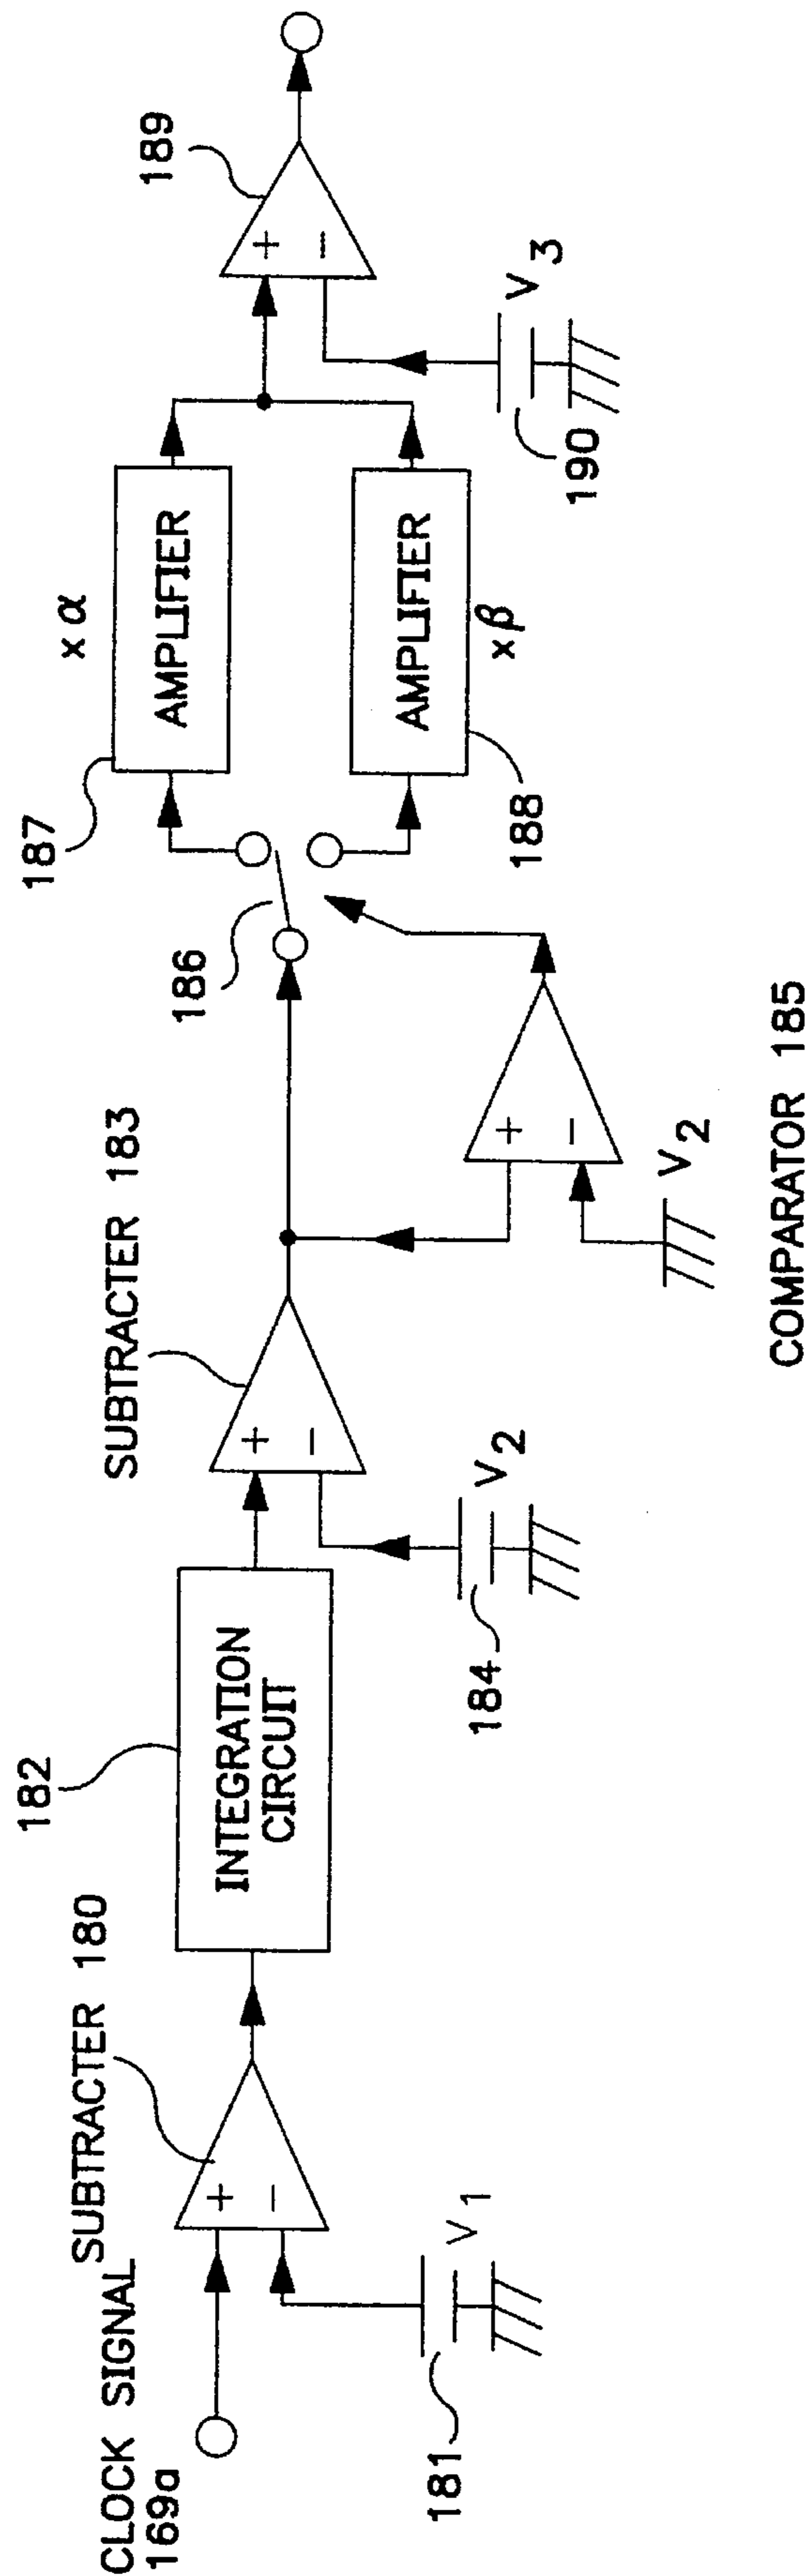 CLOCK SIGNAL
169a
SUBTRACTER 180
+
−
181
V1
182
INTEGRATION
CIRCUIT
SUBTRACTER 183
+
−
184
V2
+
−
V2
COMPARATOR 185
186
187
x α
AMPLIFIER
AMPLIFIER
x β
188
189
+
−
190
V3